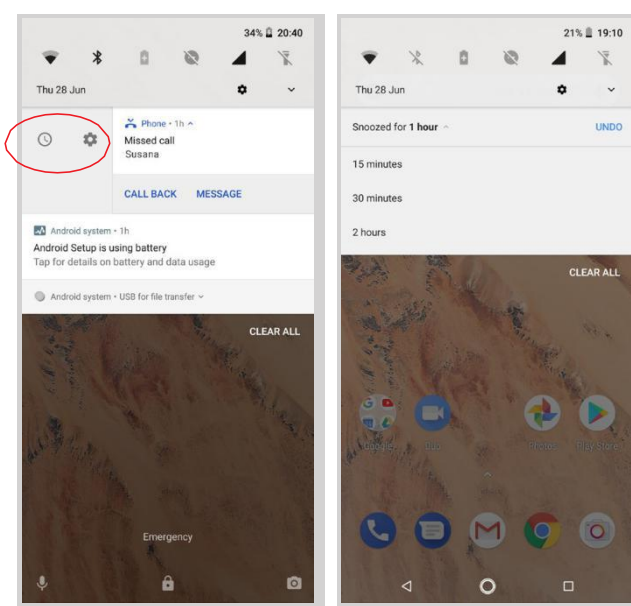 34% 20:40
Thu 28 Jun
Phone • 1h
Missed call
Susana
CALL BACK MESSAGE
Android system • 1h
Android Setup is using battery
Tap for details on battery and data usage
Android system • USB for file transfer
CLEAR ALL
Emergency
21% 19:10
Thu 28 Jun
Snoozed for 1 hour UNDO
15 minutes
30 minutes
2 hours
CLEAR ALL
Google Duo Photos Play Store